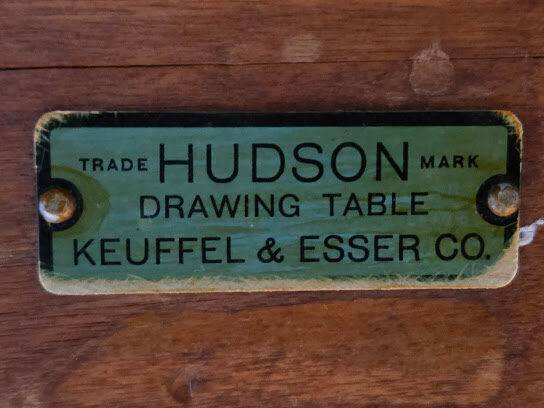 TRADE HUDSON MARK
DRAWING TABLE
KEUFFEL & ESSER CO.